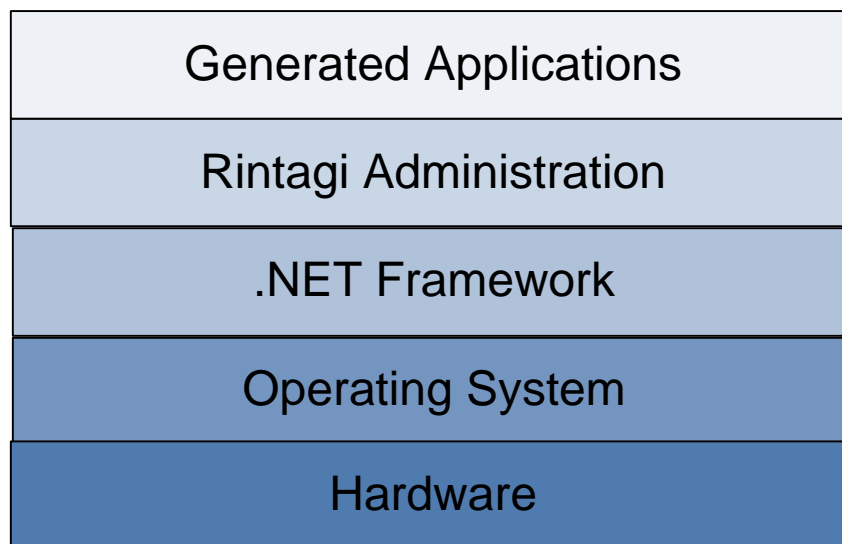 Generated Applications
Rintagi Administration
.NET Framework
Operating System
Hardware